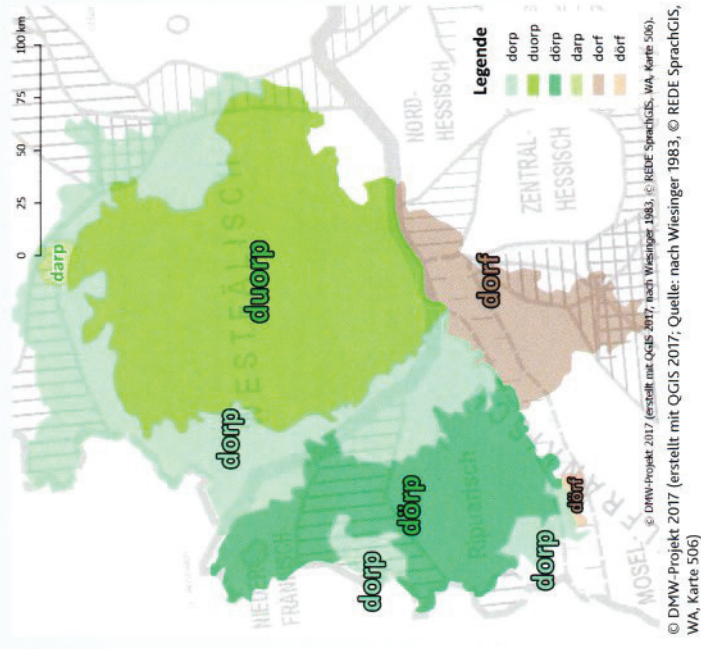 0 25 50 75 100 km
darp
WESTFÄLISCH
duorp
dorp
NIEDER-
FRÄNKISCH
dörp
dorp
Ripuarisch
dorp
dörf
MOSELFRÄNK
dorf
NORD-
HESSISCH
ZENTRAL-
HESSISCH
Legende
dorp
duorp
dörp
darp
dorf
dörf
© DMW-Projekt 2017 (erstellt mit QGIS 2017, nach Wiesinger 1983, © REDE SprachGIS, WA, Karte 506).
© DMW-Projekt 2017 (erstellt mit QGIS 2017; Quelle: nach Wiesinger 1983, © REDE SprachGIS,
WA, Karte 506)